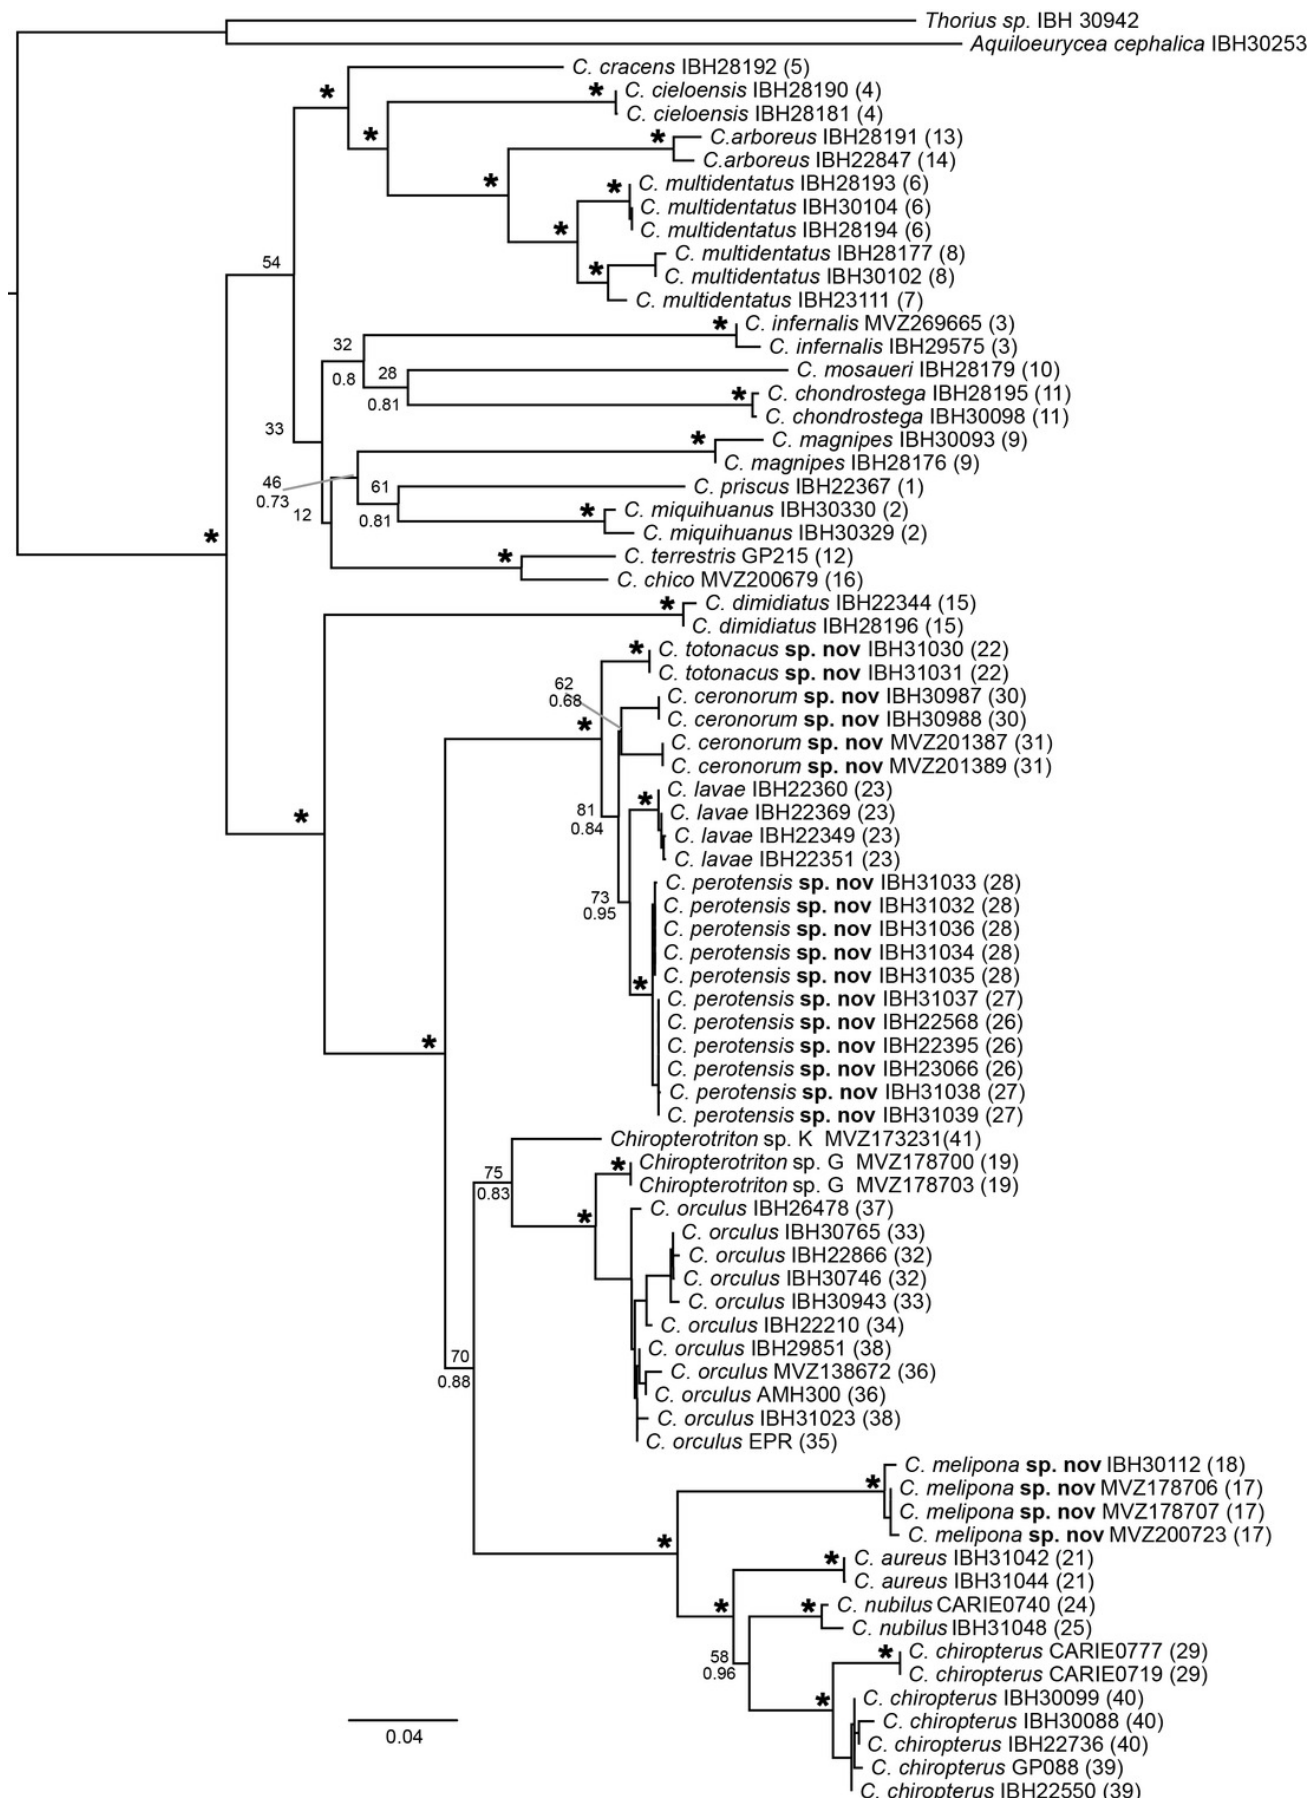 Thorius sp. IBH 30942
Aquiloeurycea cephalica IBH30253
C. cracens IBH28192 (5)
* C. cieloensis IBH28190 (4)
*
C. cieloensis IBH28181 (4)
* * C.arboreus IBH28191 (13)
C.arboreus IBH22847 (14)
* * C. multidentatus IBH28193 (6)
C. multidentatus IBH30104 (6)
* C. multidentatus IBH28194 (6)
C. multidentatus IBH28177 (8)
54 * C. multidentatus IBH30102 (8)
C. multidentatus IBH23111 (7)
* C. infernalis MVZ269665 (3)
32 C. infernalis IBH29575 (3)
28 C. mosaueri IBH28179 (10)
0.8
* C. chondrostega IBH28195 (11)
0.81
C. chondrostega IBH30098 (11)
33 * C. magnipes IBH30093 (9)
C. magnipes IBH28176 (9)
46 61 C. priscus IBH22367 (1)
0.73
12 0.81 * C. miquihuanus IBH30330 (2)
* C. miquihuanus IBH30329 (2)
* C. terrestris GP215 (12)
C. chico MVZ200679 (16)
* C. dimidiatus IBH22344 (15)
C. dimidiatus IBH28196 (15)
* C. totonacus sp. nov IBH31030 (22)
C. totonacus sp. nov IBH31031 (22)
62
0.68 C. ceronorum sp. nov IBH30987 (30)
* C. ceronorum sp. nov IBH30988 (30)
C. ceronorum sp. nov MVZ201387 (31)
C. ceronorum sp. nov MVZ201389 (31)
* C. lavae IBH22360 (23)
* 81 C. lavae IBH22369 (23)
0.84 C. lavae IBH22349 (23)
C. lavae IBH22351 (23)
73 C. perotensis sp. nov IBH31033 (28)
0.95 C. perotensis sp. nov IBH31032 (28)
C. perotensis sp. nov IBH31036 (28)
C. perotensis sp. nov IBH31034 (28)
* C. perotensis sp. nov IBH31035 (28)
C. perotensis sp. nov IBH31037 (27)
C. perotensis sp. nov IBH22568 (26)
* C. perotensis sp. nov IBH22395 (26)
C. perotensis sp. nov IBH23066 (26)
C. perotensis sp. nov IBH31038 (27)
C. perotensis sp. nov IBH31039 (27)
Chiropterotriton sp. K MVZ173231(41)
75 * Chiropterotriton sp. G MVZ178700 (19)
0.83 Chiropterotriton sp. G MVZ178703 (19)
* C. orculus IBH26478 (37)
C. orculus IBH30765 (33)
C. orculus IBH22866 (32)
C. orculus IBH30746 (32)
C. orculus IBH30943 (33)
C. orculus IBH22210 (34)
70 C. orculus IBH29851 (38)
0.88 C. orculus MVZ138672 (36)
C. orculus AMH300 (36)
C. orculus IBH31023 (38)
C. orculus EPR (35)
C. melipona sp. nov IBH30112 (18)
* C. melipona sp. nov MVZ178706 (17)
C. melipona sp. nov MVZ178707 (17)
* C. melipona sp. nov MVZ200723 (17)
* C. aureus IBH31042 (21)
C. aureus IBH31044 (21)
* * C. nubilus CARIE0740 (24)
C. nubilus IBH31048 (25)
58 * C. chiropterus CARIE0777 (29)
0.96 C. chiropterus CARIE0719 (29)
* C. chiropterus IBH30099 (40)
C. chiropterus IBH30088 (40)
0.04 C. chiropterus IBH22736 (40)
C. chiropterus GP088 (39)
C. chiropterus IBH22550 (39)